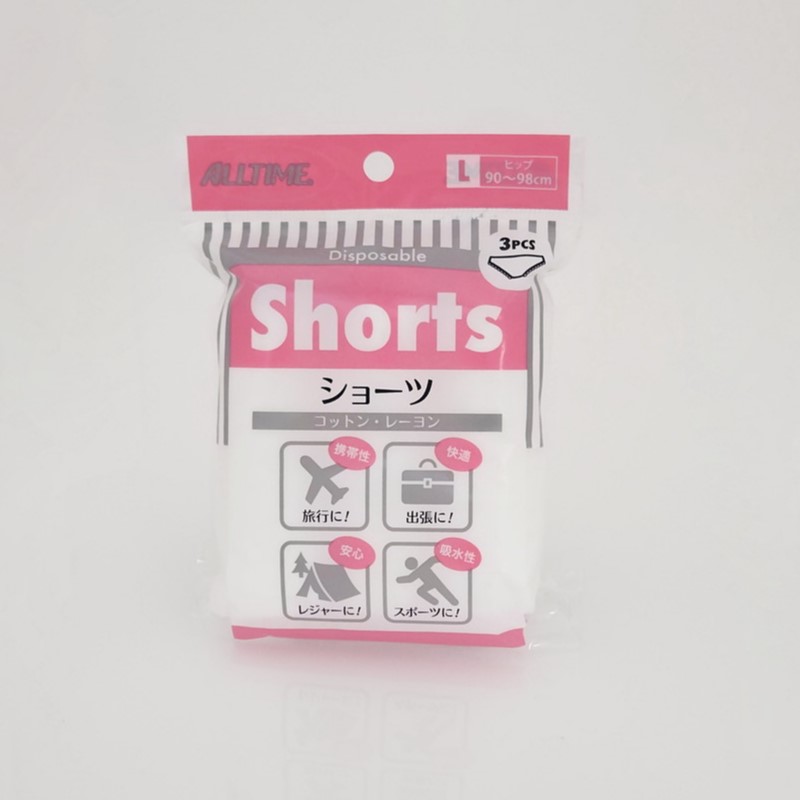 ALLTIME
L
ヒップ
90〜98cm
3PCS
Disposable
Shorts
ショーツ
コットン・レーヨン
携帯性
旅行に!
快適
出張に!
安心
レジャーに!
吸水性
スポーツに!